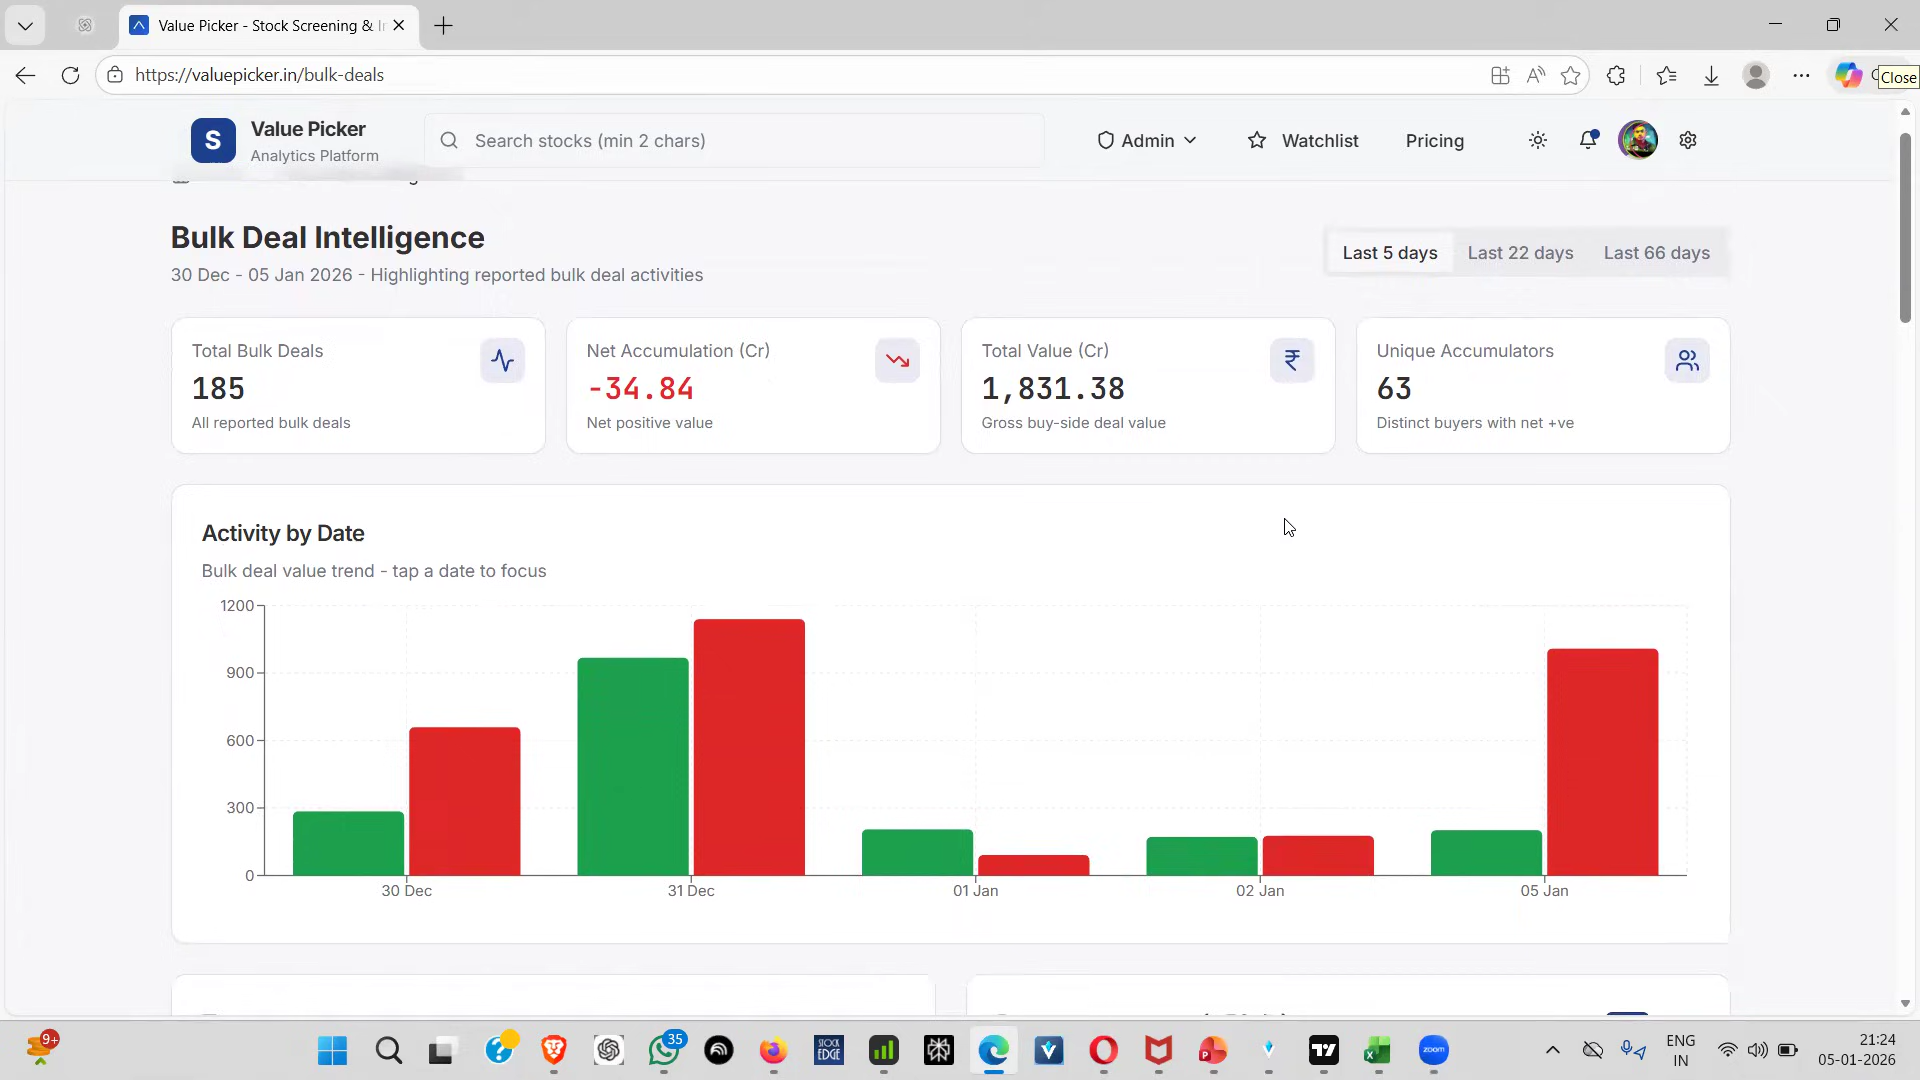 Value Picker - Stock Screening & In
https://valuepicker.in/bulk-deals
Close
S
Value Picker
Analytics Platform
Search stocks (min 2 chars)
Admin
Watchlist
Pricing
Bulk Deal Intelligence
30 Dec - 05 Jan 2026 - Highlighting reported bulk deal activities
Last 5 days
Last 22 days
Last 66 days
Total Bulk Deals
185
All reported bulk deals
Net Accumulation (Cr)
-34.84
Net positive value
Total Value (Cr)
₹
1,831.38
Gross buy-side deal value
Unique Accumulators
63
Distinct buyers with net +ve
Activity by Date
Bulk deal value trend - tap a date to focus
1200
900
600
300
0
30 Dec
31 Dec
01 Jan
02 Jan
05 Jan
9+
35
STOCK
EDGE
zoom
ENG
IN
21:24
05-01-2026